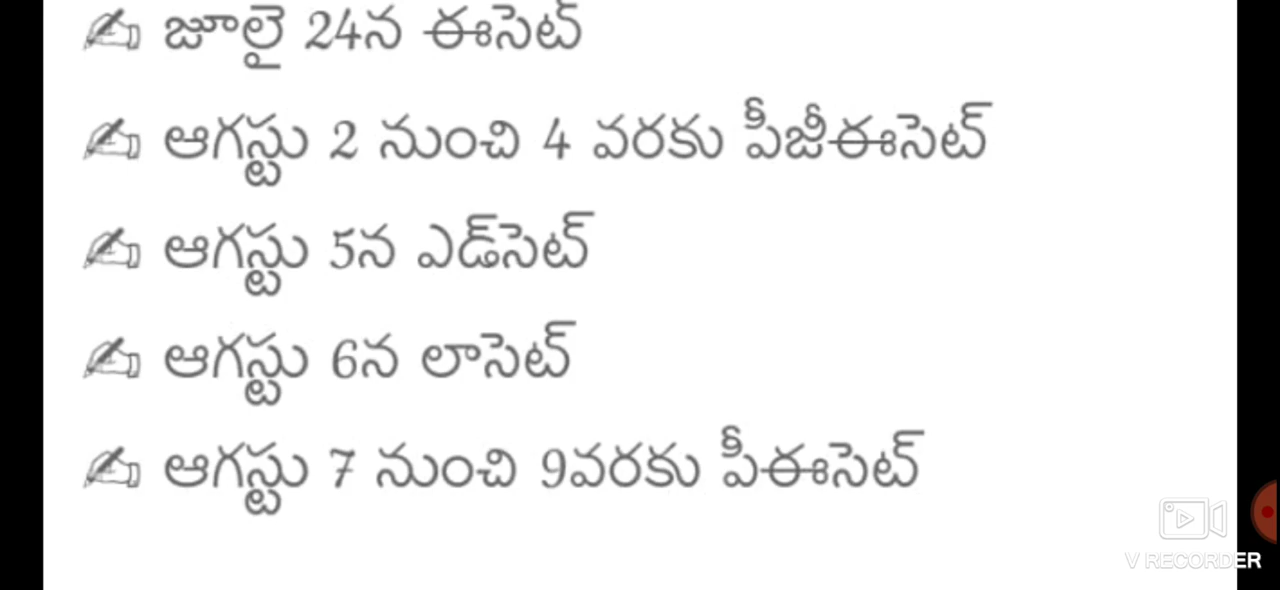 ✍ జూలై 24న ఈసెట్
✍ ఆగస్టు 2 నుంచి 4 వరకు పీజీఈసెట్
✍ ఆగస్టు 5న ఎడ్‌సెట్
✍ ఆగస్టు 6న లాసెట్
✍ ఆగస్టు 7 నుంచి 9వరకు పీఈసెట్
V RECORDER